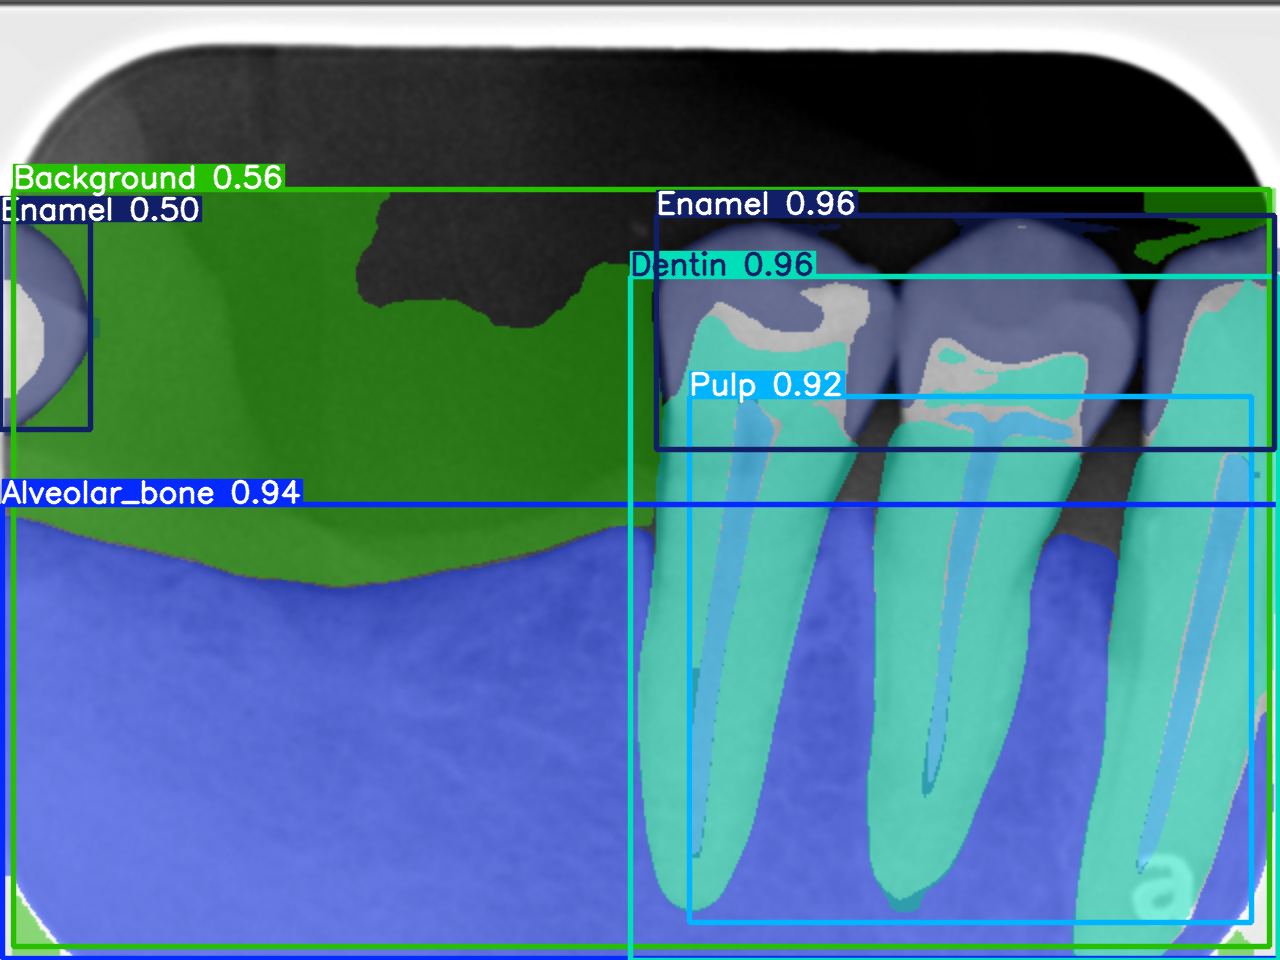 Background 0.56
Enamel 0.50
Enamel 0.96
Dentin 0.96
Pulp 0.92
Alveolar_bone 0.94
a